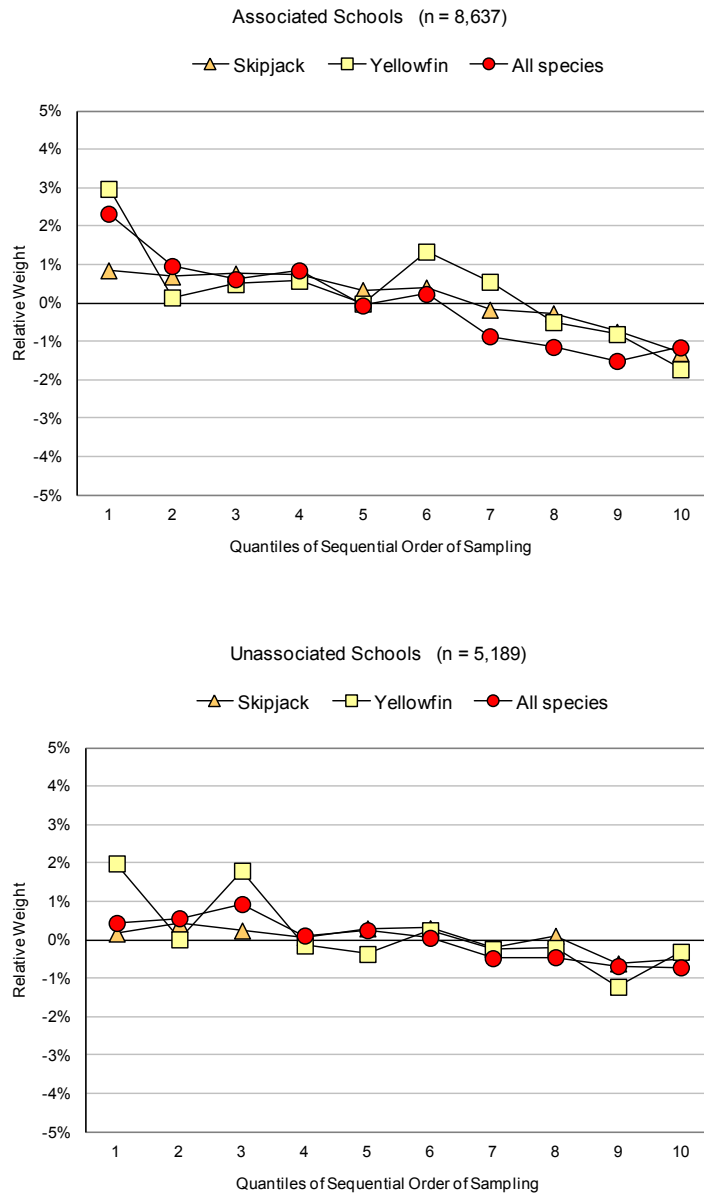 Associated Schools (n = 8,637)
Skipjack Yellowfin All species
5%
4%
3%
2%
1%
0%
-1%
-2%
-3%
-4%
-5%
Relative Weight
1 2 3 4 5 6 7 8 9 10
Quantiles of Sequential Order of Sampling
Unassociated Schools (n = 5,189)
Skipjack Yellowfin All species
5%
4%
3%
2%
1%
0%
-1%
-2%
-3%
-4%
-5%
Relative Weight
1 2 3 4 5 6 7 8 9 10
Quantiles of Sequential Order of Sampling